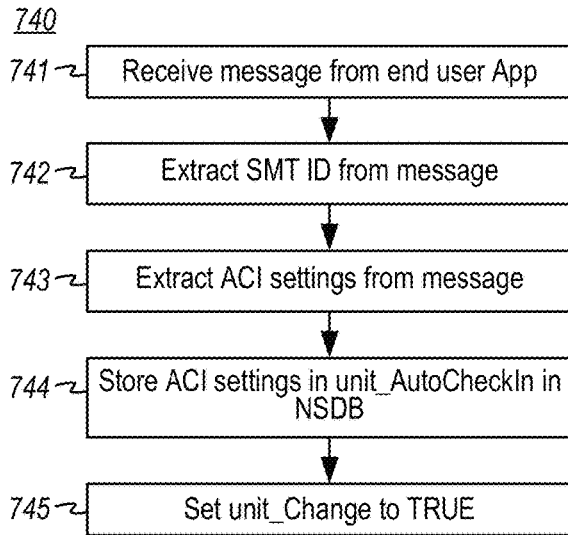 740
741 Receive message from end user App
742 Extract SMT ID from message
743 Extract ACI settings from message
744 Store ACI settings in unit_AutoCheckIn in
NSDB
745 Set unit_Change to TRUE